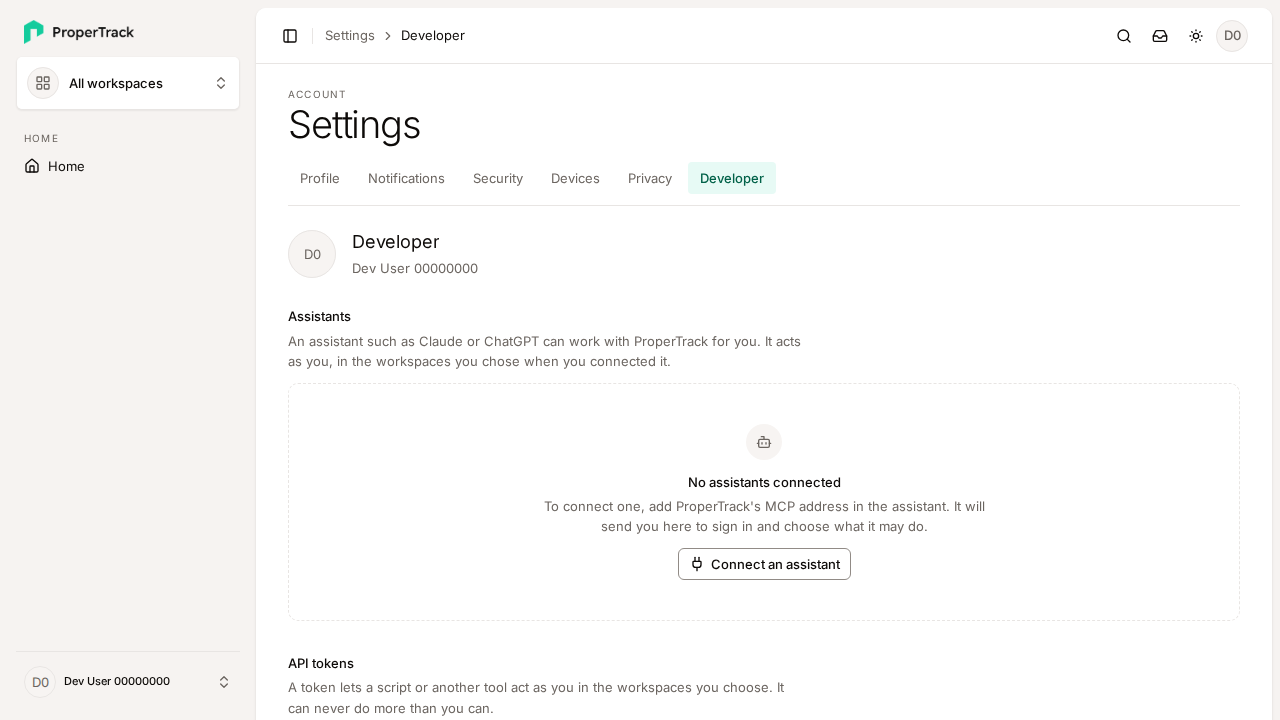 ProperTrack
All workspaces
HOME
Home
D0
Dev User 00000000
Settings
Developer
D0
ACCOUNT
Settings
Profile
Notifications
Security
Devices
Privacy
Developer
D0
Developer
Dev User 00000000
Assistants
An assistant such as Claude or ChatGPT can work with ProperTrack for you. It acts
as you, in the workspaces you chose when you connected it.
No assistants connected
To connect one, add ProperTrack's MCP address in the assistant. It will
send you here to sign in and choose what it may do.
Connect an assistant
API tokens
A token lets a script or another tool act as you in the workspaces you choose. It
can never do more than you can.